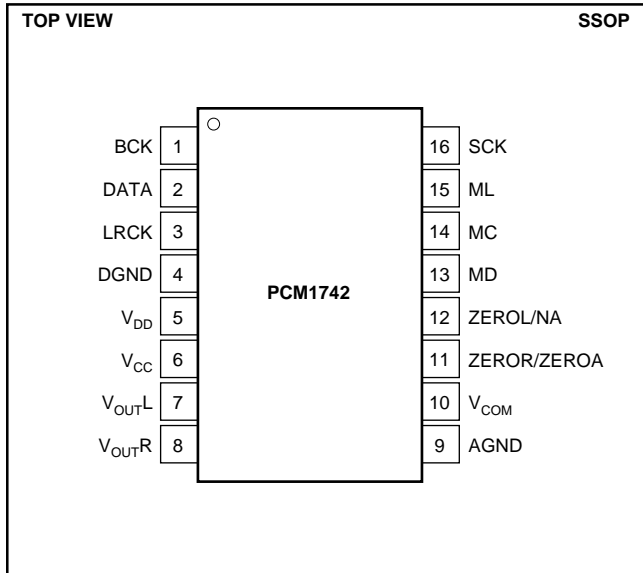 TOP VIEW SSOP
BCK 1 16 SCK
DATA 2 15 ML
LRCK 3 14 MC
DGND 4 13 MD
PCM1742
VDD 5 12 ZEROL/NA
VCC 6 11 ZEROR/ZEROA
VOUTL 7 10 VCOM
VOUTR 8 9 AGND